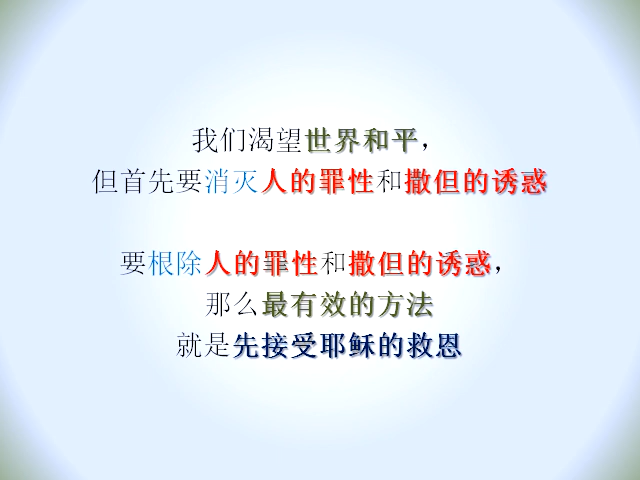 我们渴望世界和平，
但首先要消灭人的罪性和撒但的诱惑
要根除人的罪性和撒但的诱惑，
那么最有效的方法
就是先接受耶稣的救恩